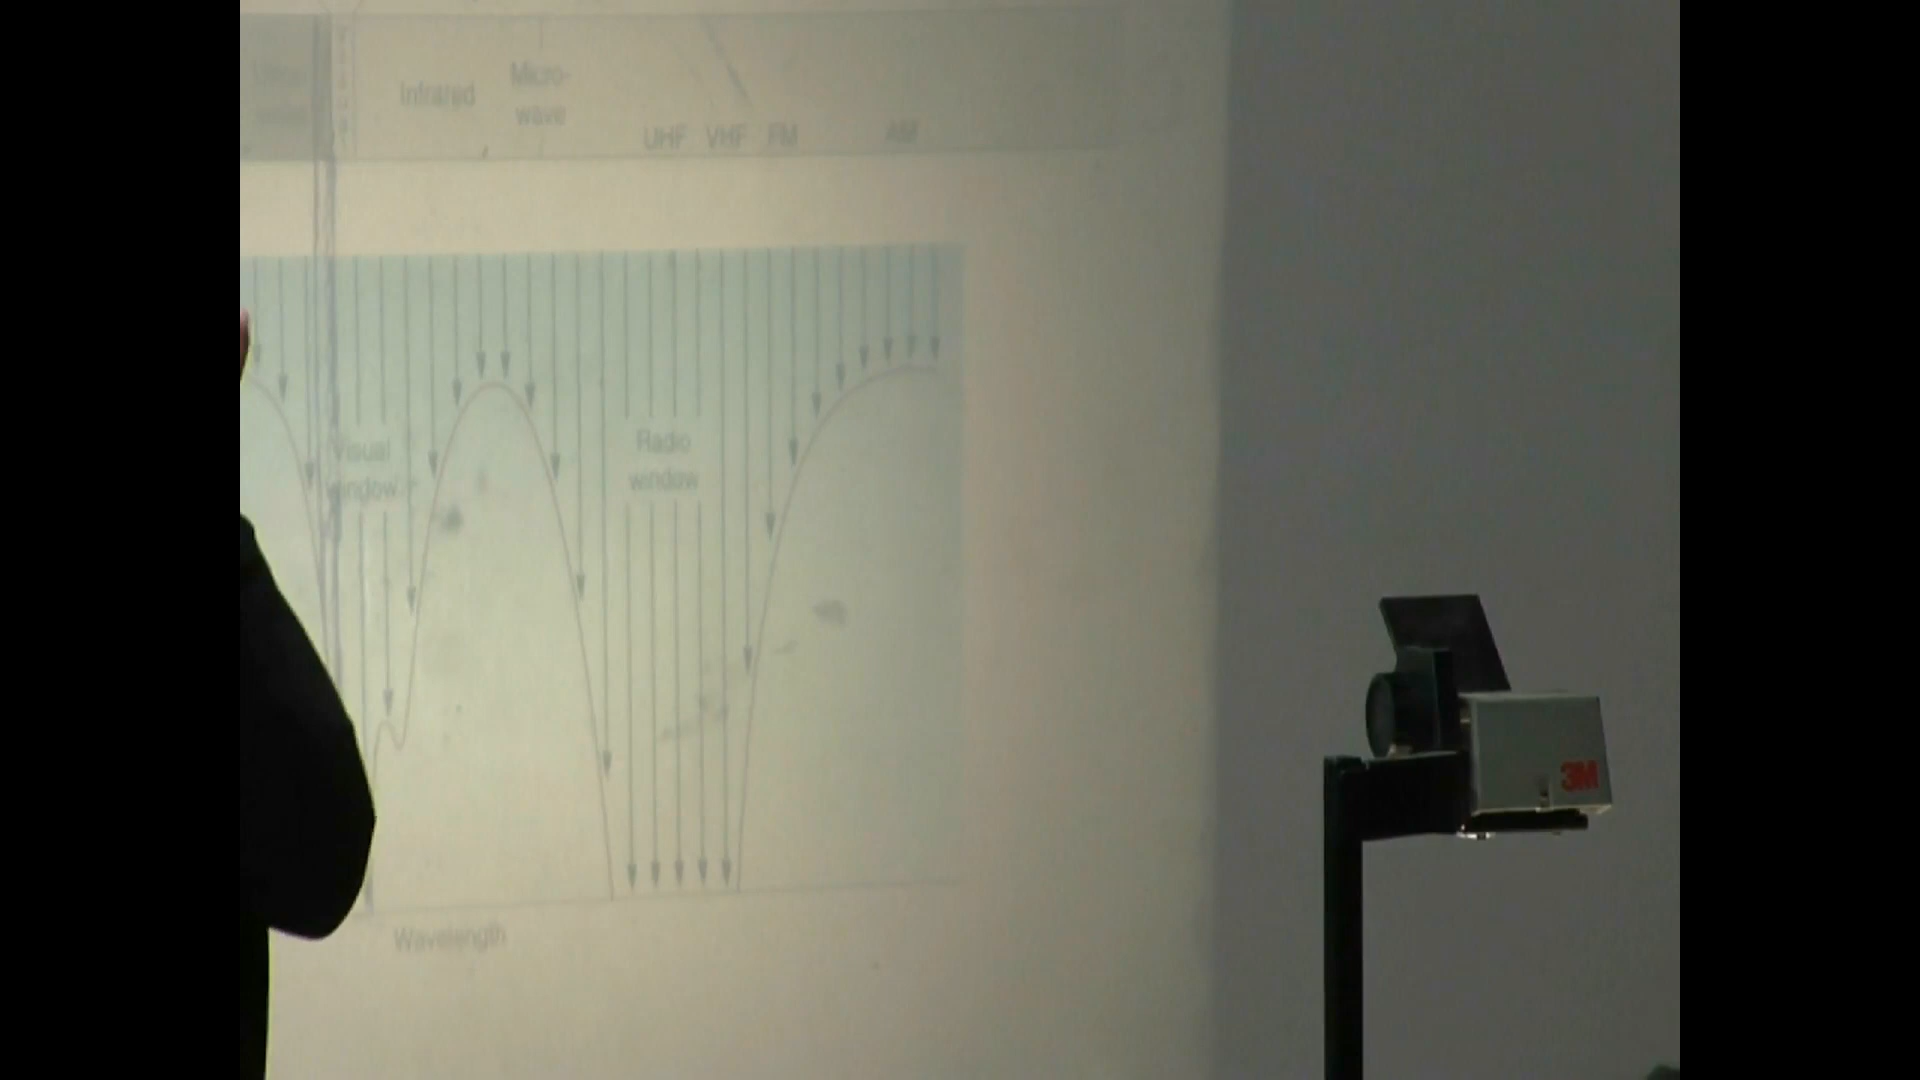 Infrared
Micro-
wave
UHF VHF FM AM
Visual
window
Radio
window
Wavelength
3M